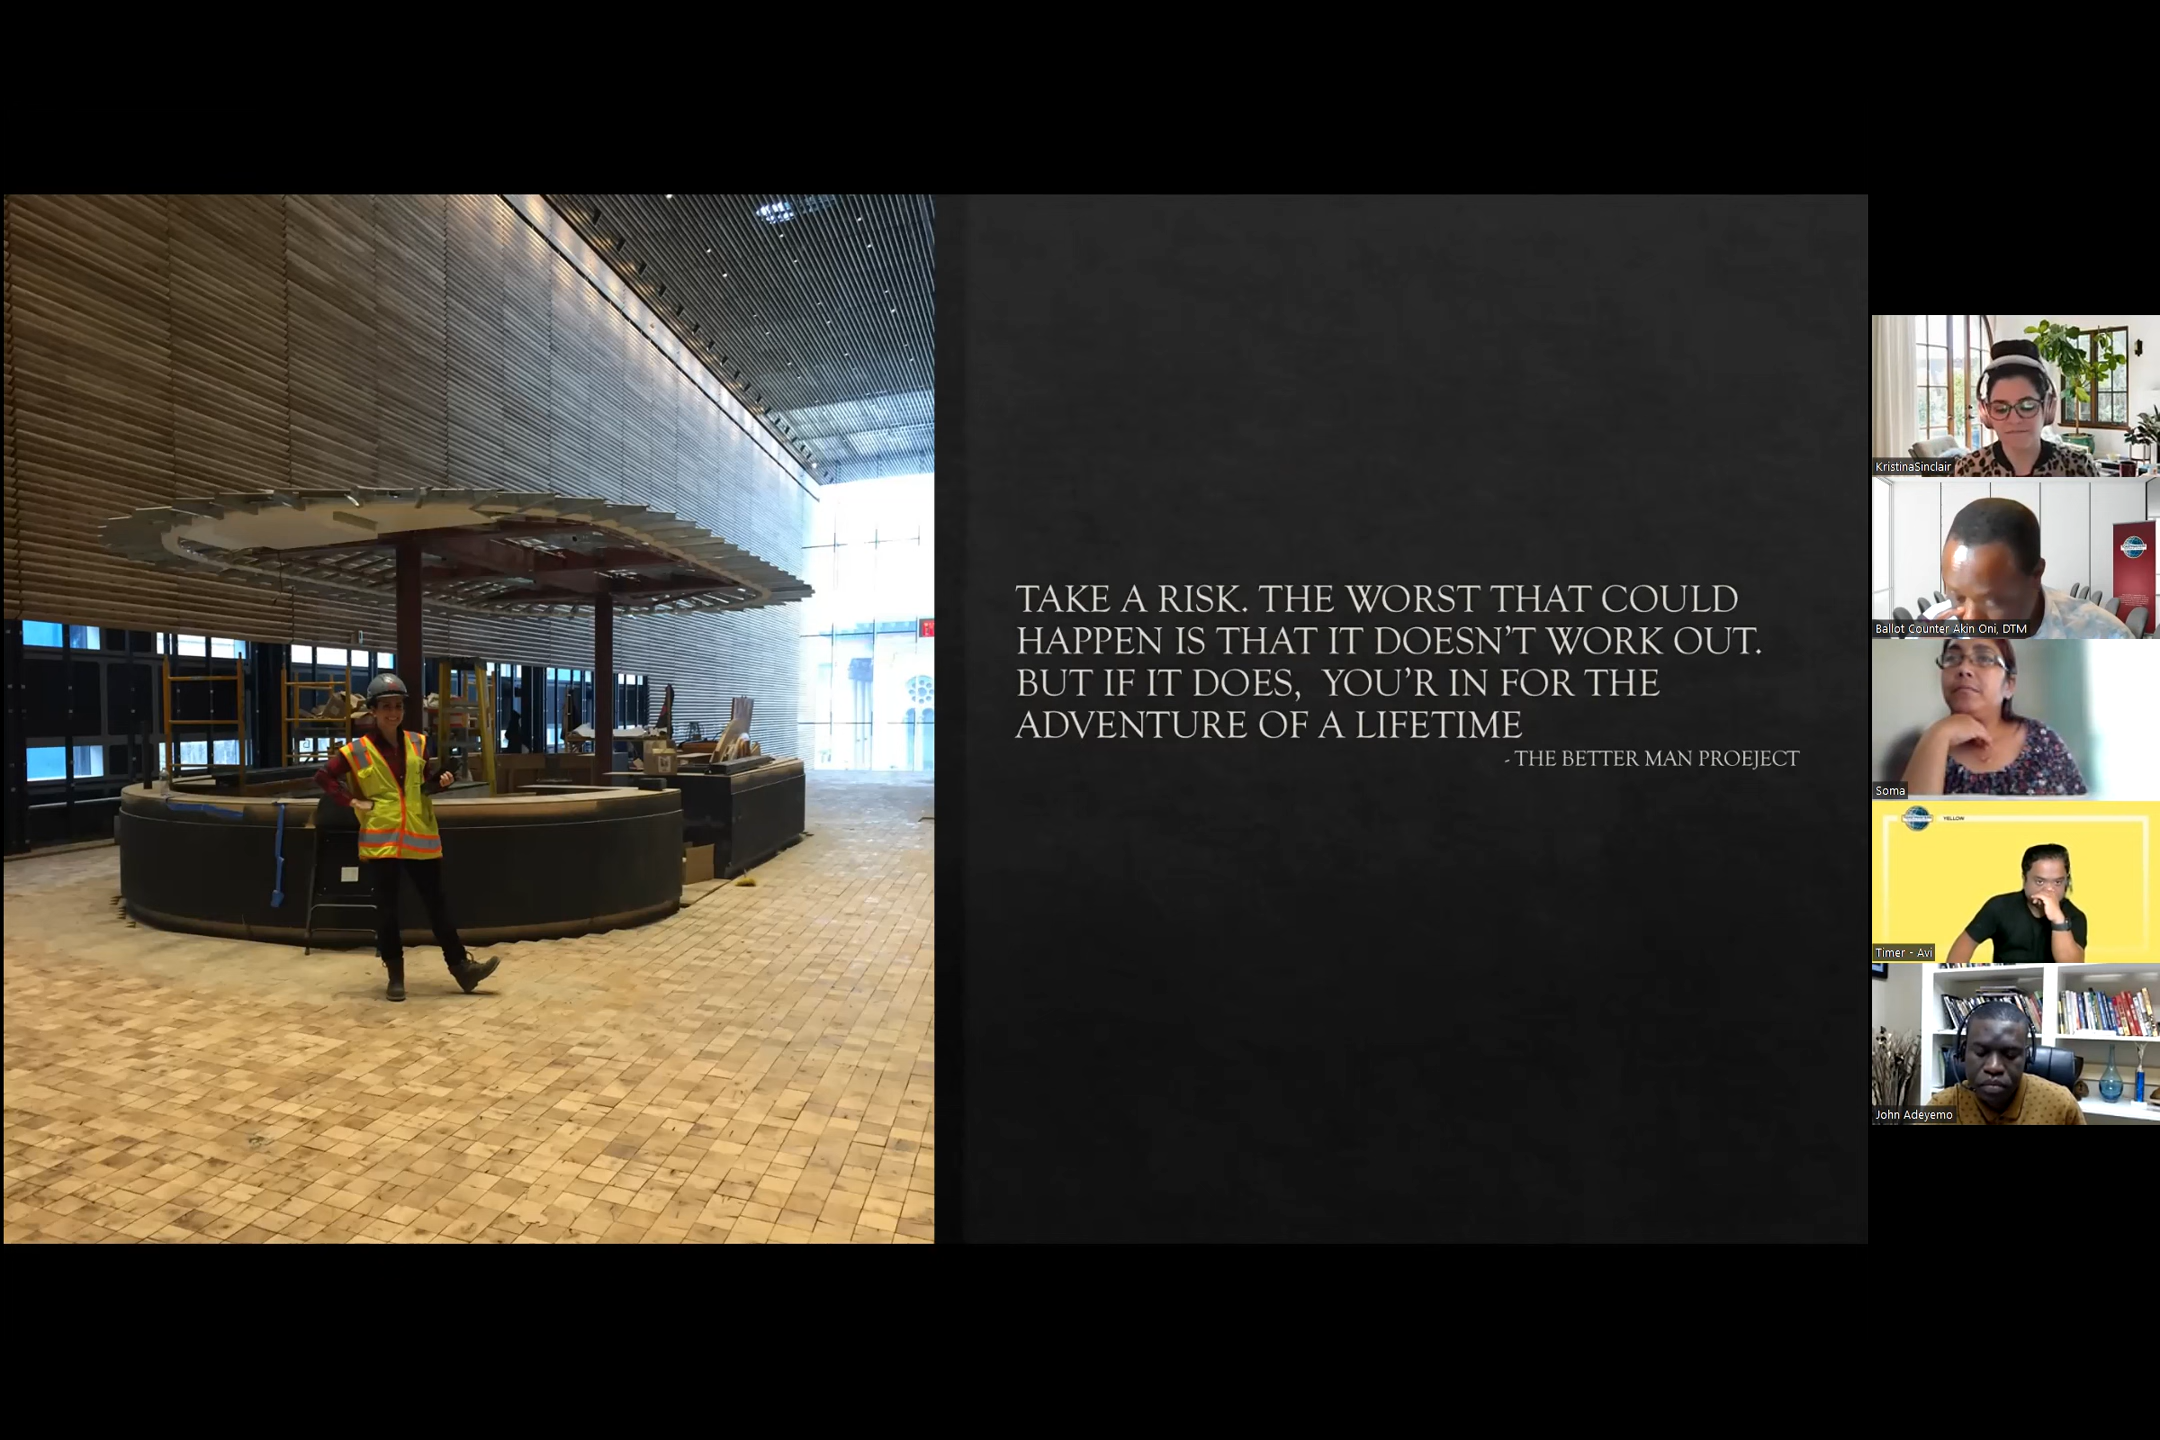 TAKE A RISK. THE WORST THAT COULD
HAPPEN IS THAT IT DOESN'T WORK OUT.
BUT IF IT DOES,  YOU'R IN FOR THE
ADVENTURE OF A LIFETIME
- THE BETTER MAN PROEJECT
KristinaSinclair
Ballot Counter Akin Oni, DTM
Soma
YELLOW
Timer - Avi
John Adeyemo